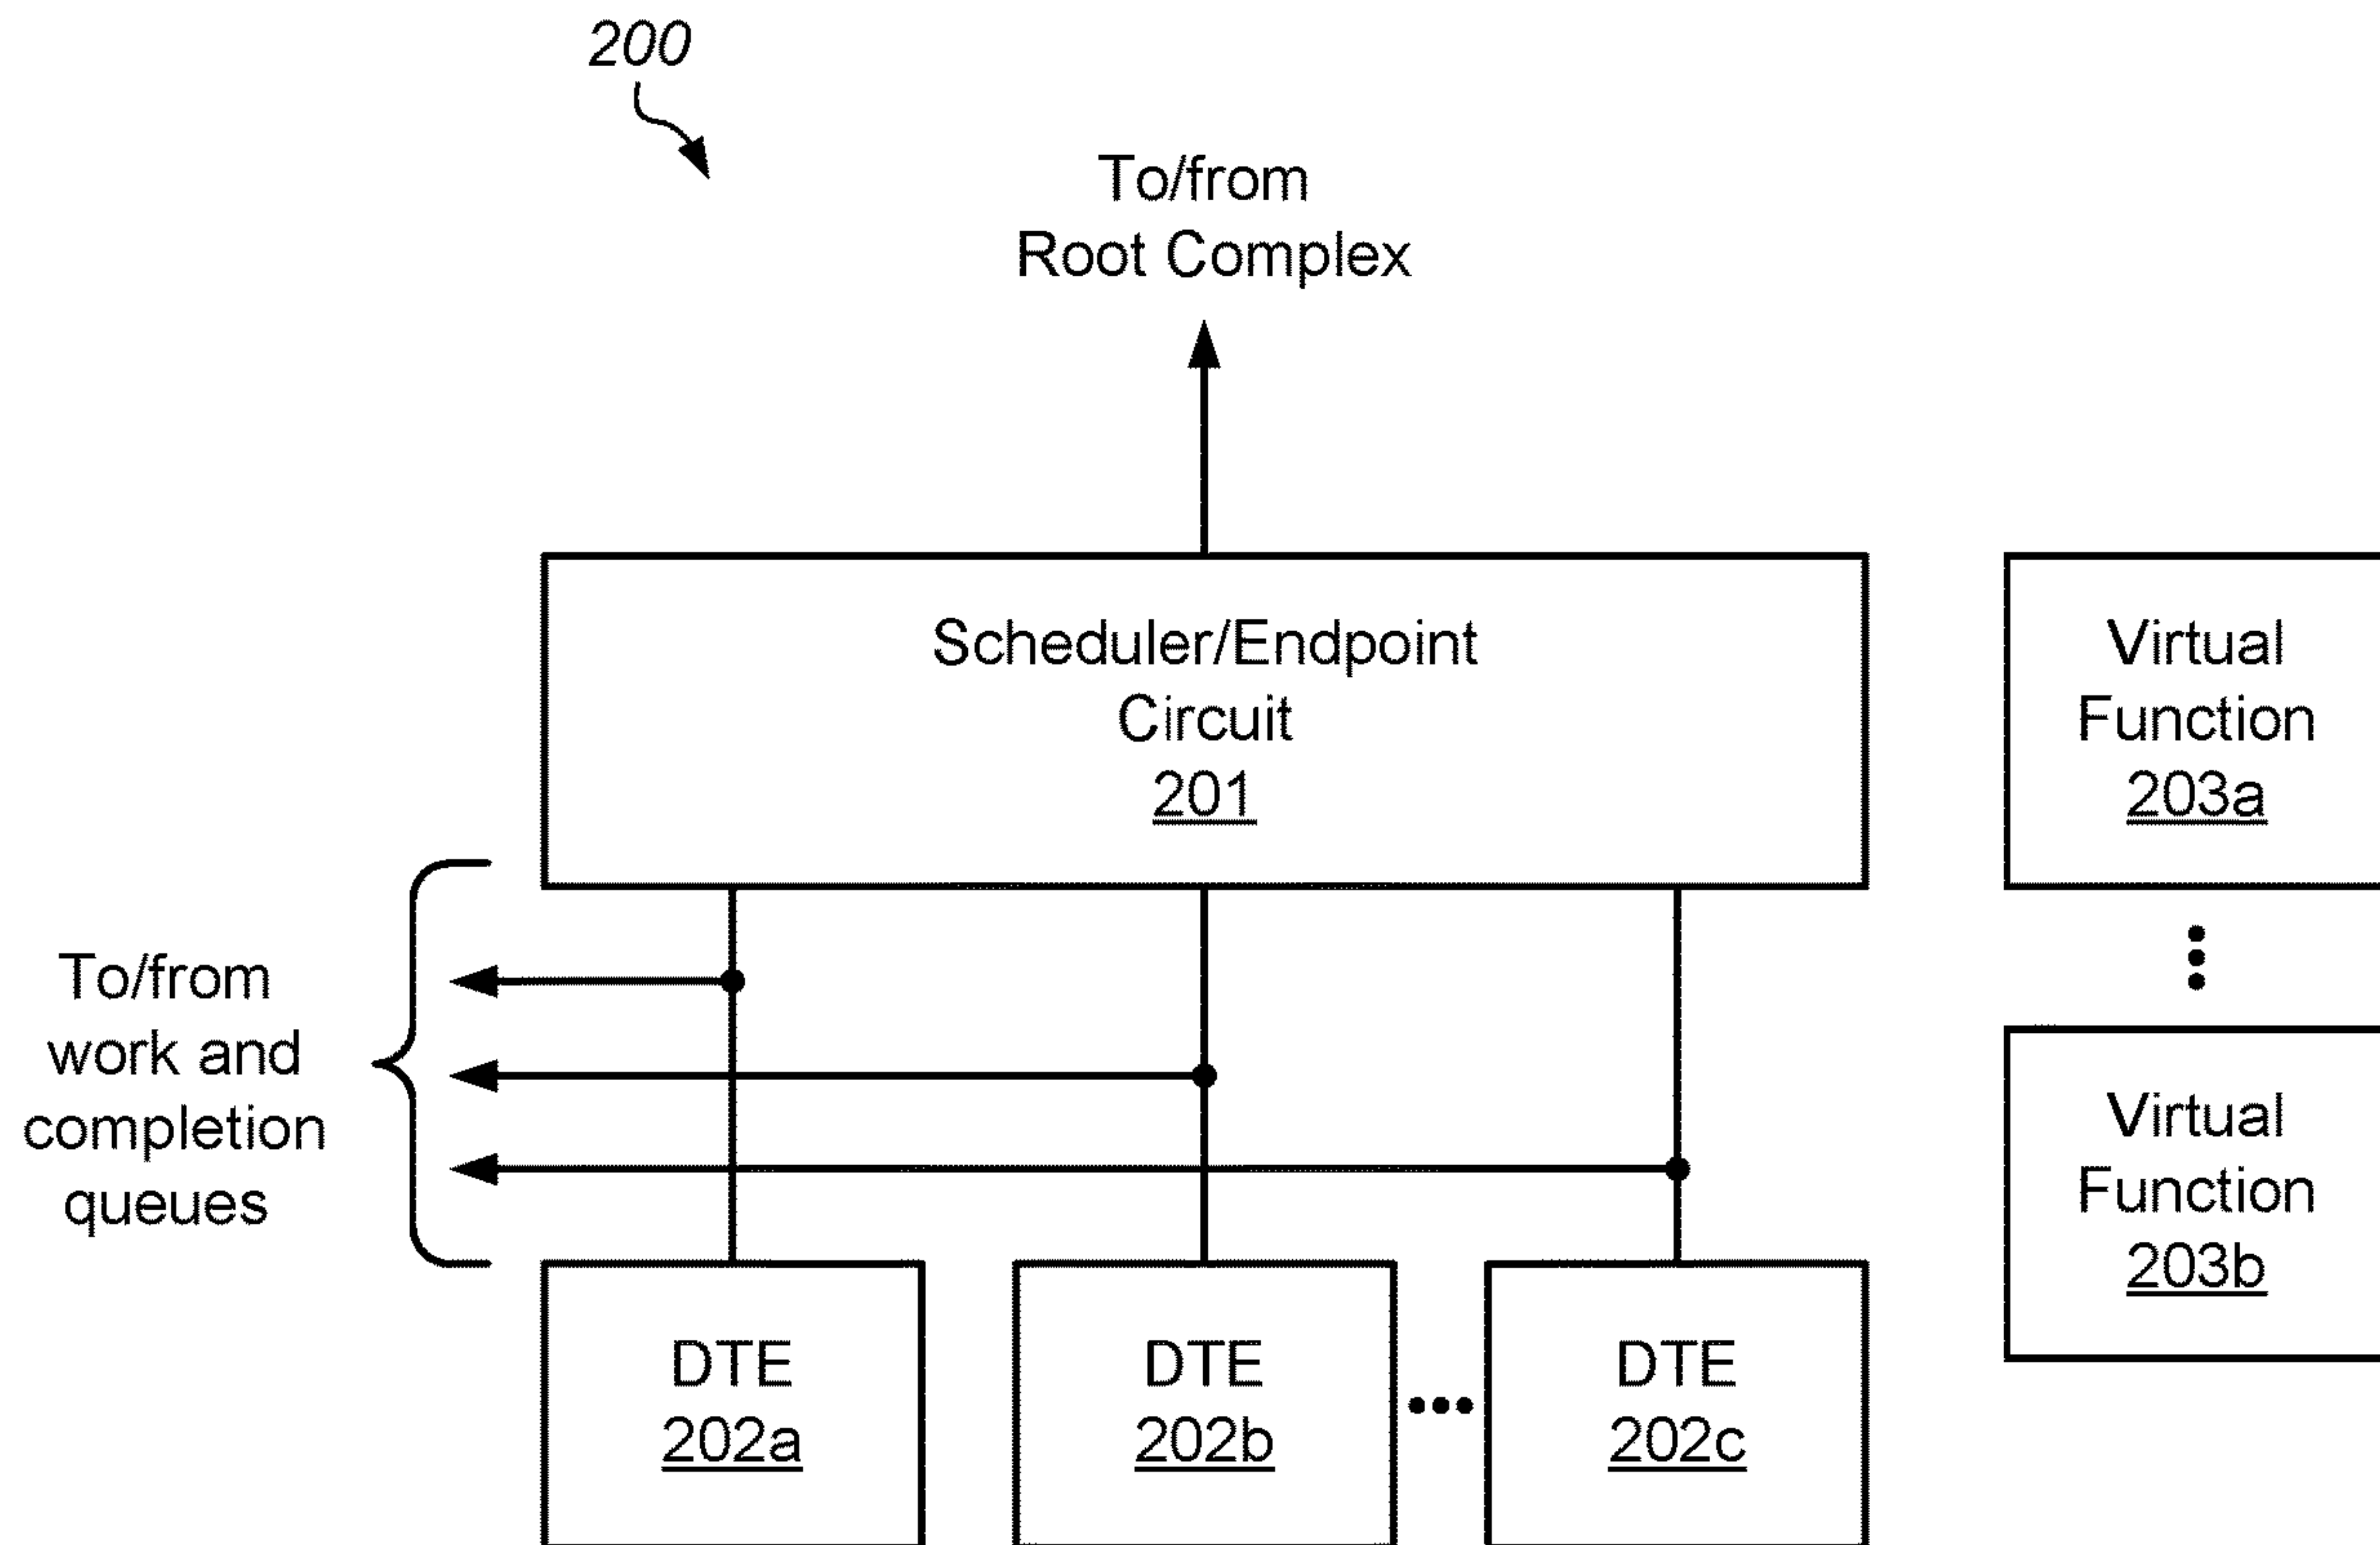 200
To/from
Root Complex
Scheduler/Endpoint
Circuit
201
Virtual
Function
203a
To/from
work and
completion
queues
Virtual
Function
203b
DTE
202a
DTE
202b
DTE
202c